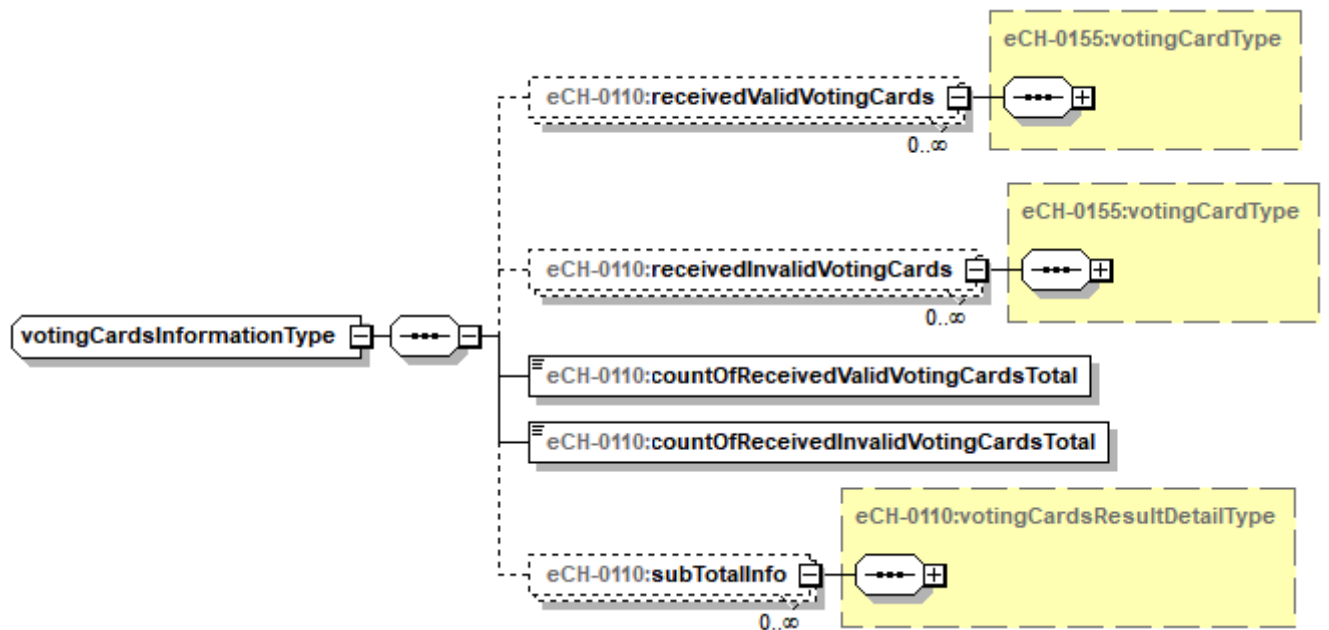 eCH-0155:votingCardType
eCH-0110:receivedValidVotingCards
0..∞
eCH-0155:votingCardType
eCH-0110:receivedInvalidVotingCards
0..∞
votingCardsInformationType
eCH-0110:countOfReceivedValidVotingCardsTotal
eCH-0110:countOfReceivedInvalidVotingCardsTotal
eCH-0110:votingCardsResultDetailType
eCH-0110:subTotalInfo
0..∞